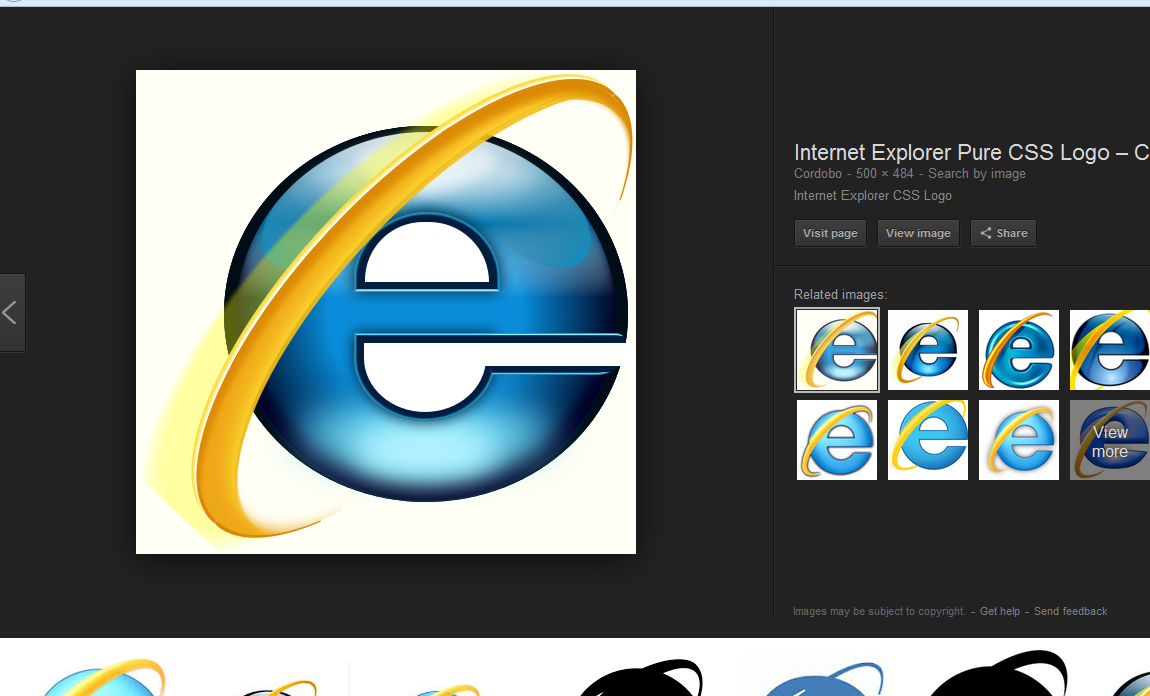 Internet Explorer Pure CSS Logo – C
Cordobo - 500 × 484 - Search by image
Internet Explorer CSS Logo
Visit page View image Share
Related images:
View
more
Images may be subject to copyright. - Get help - Send feedback